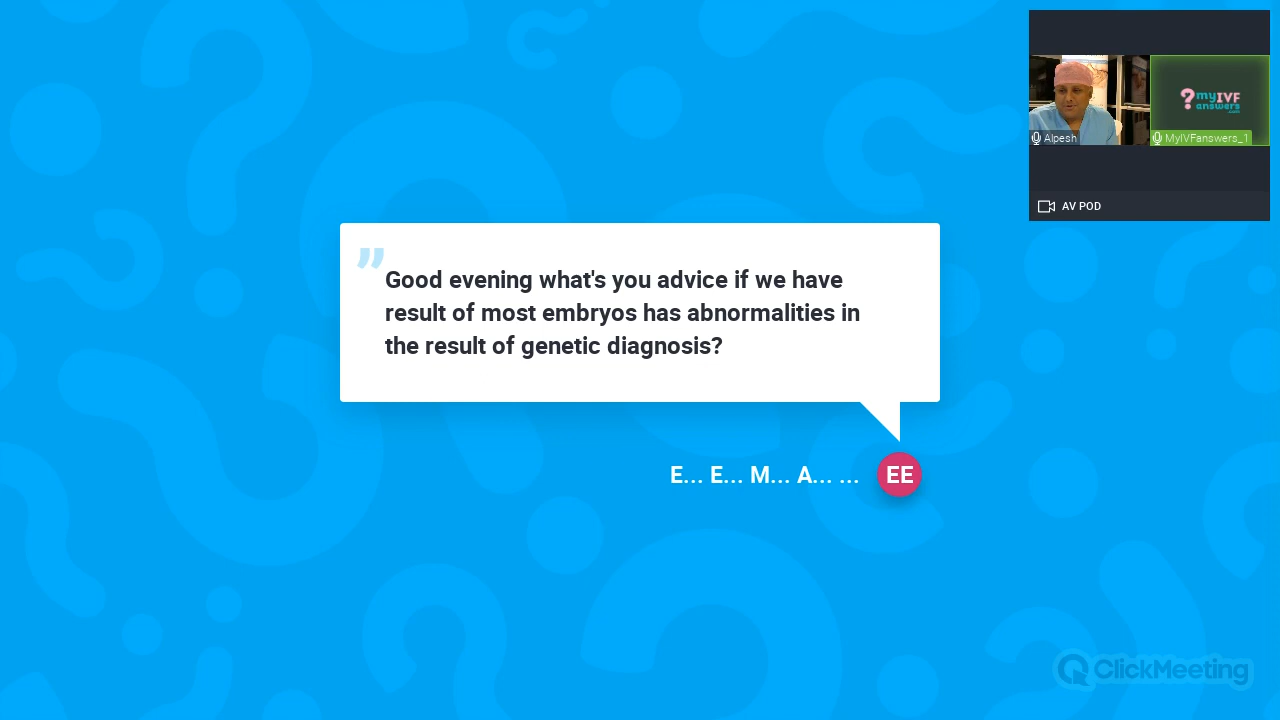 Alpesh
MyIVFanswers_1
?myIVF
answers
.com
AV POD
Good evening what's you advice if we have
result of most embryos has abnormalities in
the result of genetic diagnosis?
E... E... M... A... ...
EE
ClickMeeting